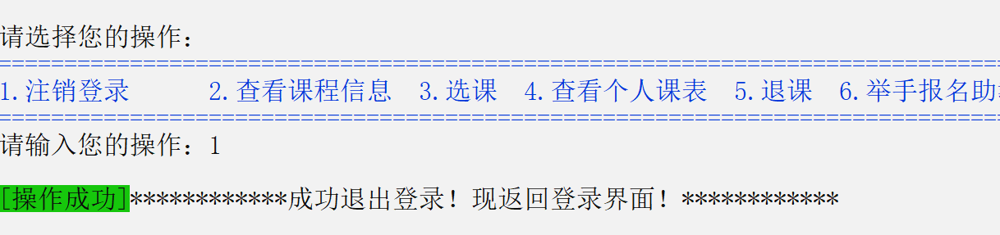 请选择您的操作：
================================================================================
1.注销登录 2.查看课程信息 3.选课 4.查看个人课表 5.退课 6.举手报名助
================================================================================
请输入您的操作：1
[操作成功]************成功退出登录！现返回登录界面！************